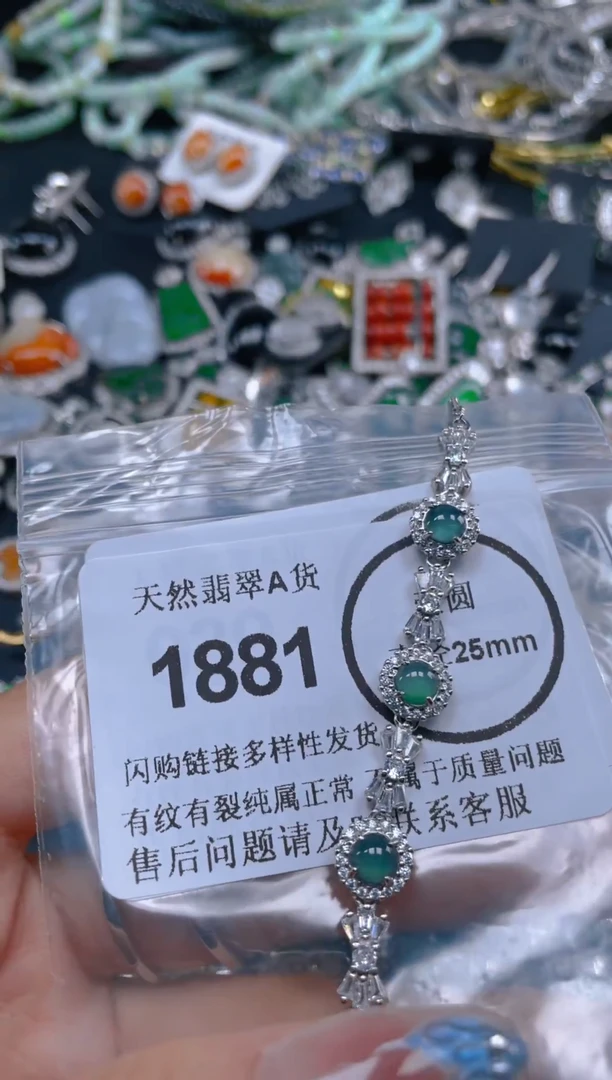 天然翡翠A货
1881
圆
25mm
闪购链接多样性发货
有纹有裂纯属正常 属于质量问题
售后问题请及 联系客服